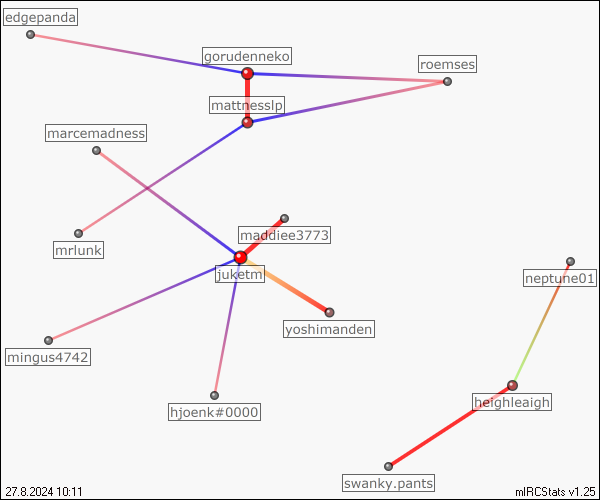 edgepanda
gorudenneko
roemses
mattnesslp
marcemadness
mrlunk
maddiee3773
juketm
neptune01
yoshimanden
mingus4742
heighleaigh
hjoenk#0000
swanky.pants
27.8.2024 10:11
mIRCStats v1.25